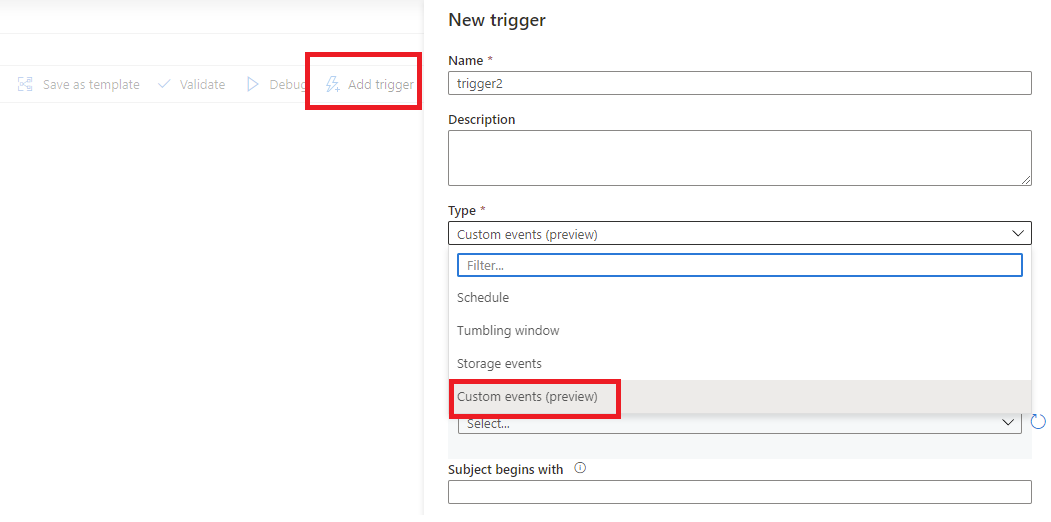 New trigger
Name *
trigger2
Save as template
Validate
Debug
Add trigger
Description
Type *
Custom events (preview)
Filter...
Schedule
Tumbling window
Storage events
Custom events (preview)
Select...
Subject begins with